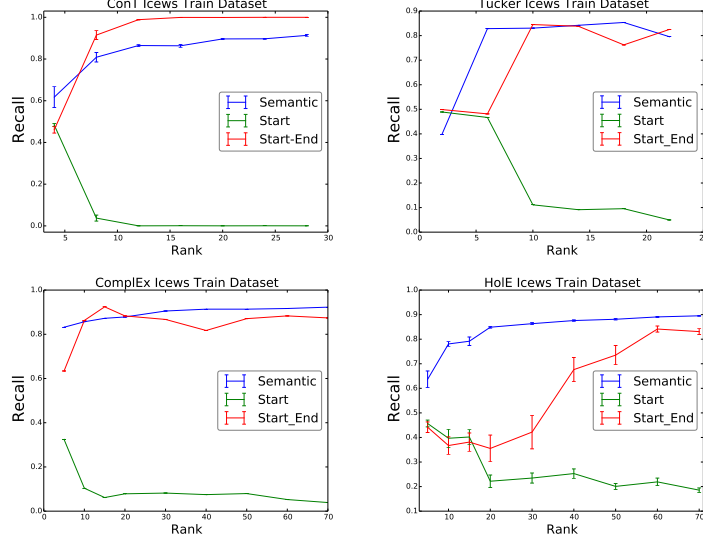 ConT Icews Train Dataset
1.0
0.8
0.6
0.4
0.2
0.0
Recall
Semantic
Start
Start-End
5
10
15
20
25
30
Rank
Tucker Icews Train Dataset
0.9
0.8
0.7
0.6
0.5
0.4
0.3
0.2
0.1
0.0
Recall
Semantic
Start
Start_End
0
5
10
15
20
25
Rank
ComplEx Icews Train Dataset
1.0
0.8
0.6
0.4
0.2
0.0
Recall
Semantic
Start
Start_End
0
10
20
30
40
50
60
70
Rank
HolE Icews Train Dataset
1.0
0.9
0.8
0.7
0.6
0.5
0.4
0.3
0.2
0.1
Recall
Semantic
Start
Start_End
10
20
30
40
50
60
70
Rank